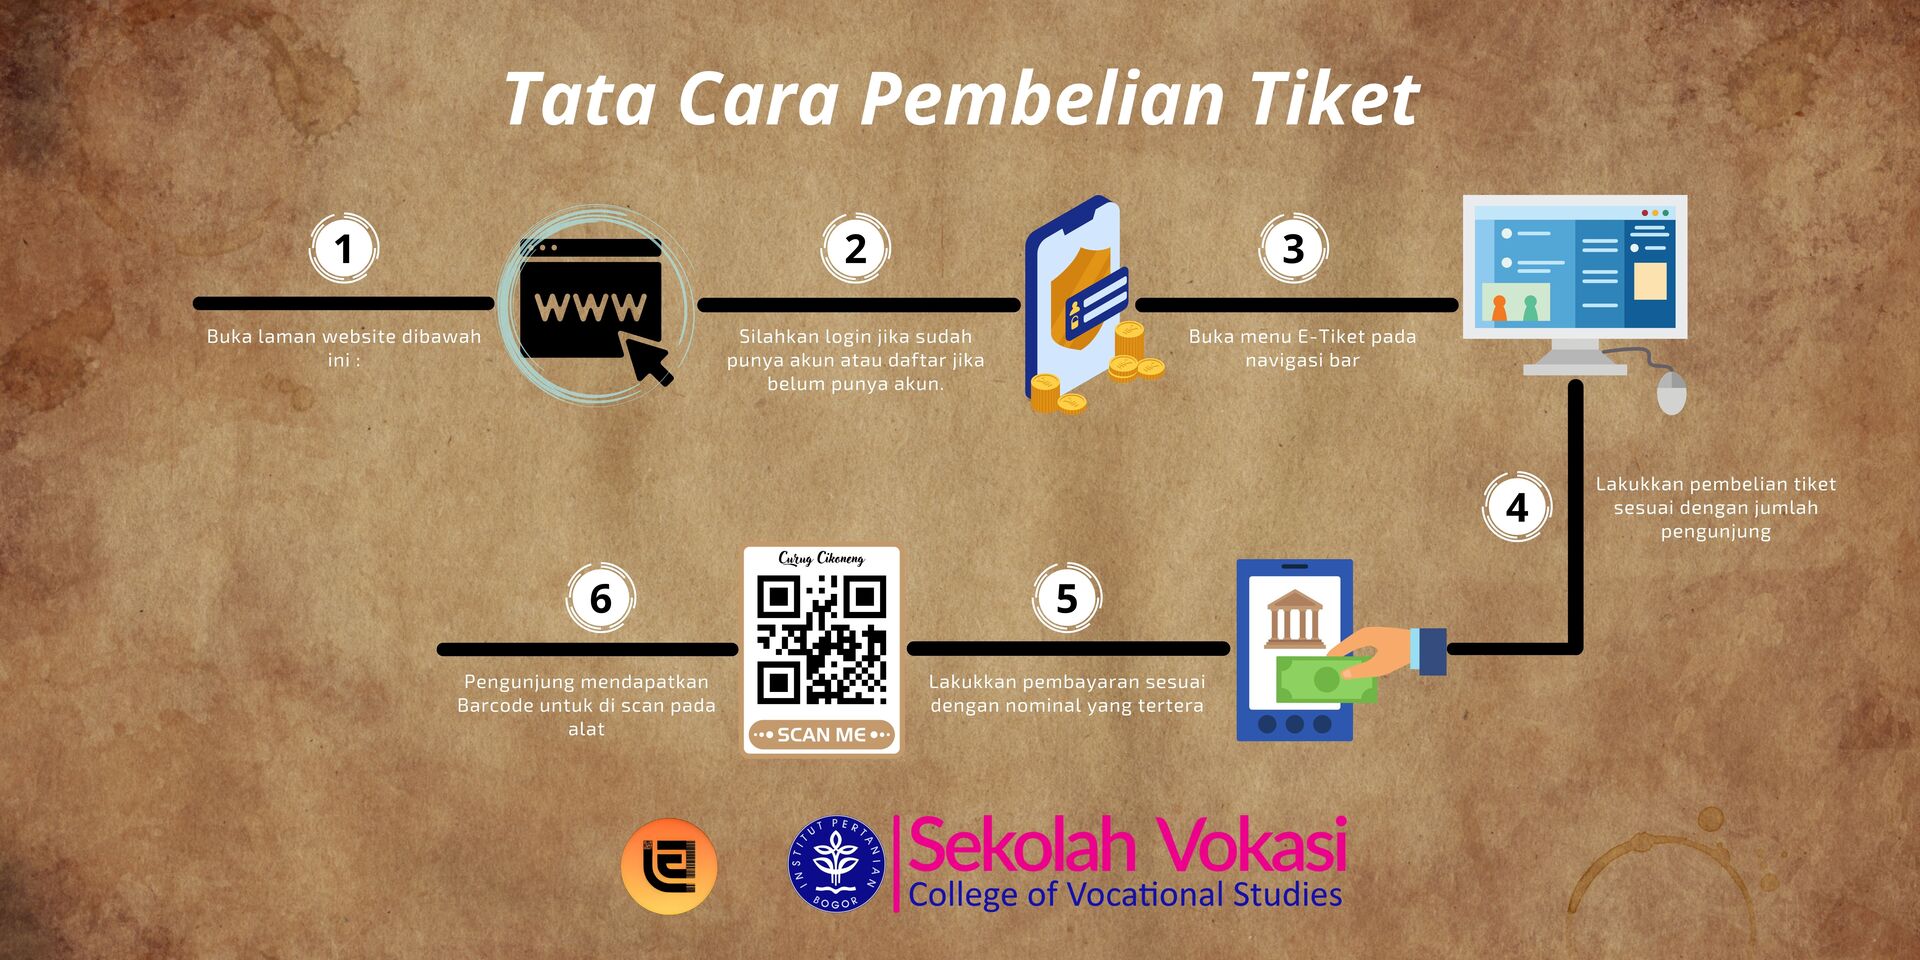 Tata Cara Pembelian Tiket
1
Buka laman website dibawah
ini :
WWW
2
Silahkan login jika sudah
punya akun atau daftar jika
belum punya akun.
3
Buka menu E-Tiket pada
navigasi bar
4
Lakukkan pembelian tiket
sesuai dengan jumlah
pengunjung
5
Lakukkan pembayaran sesuai
dengan nominal yang tertera
Curug Cikoneng
SCAN ME
6
Pengunjung mendapatkan
Barcode untuk di scan pada
alat
INSTITUT PERTANIAN
BOGOR
Sekolah Vokasi
College of Vocational Studies